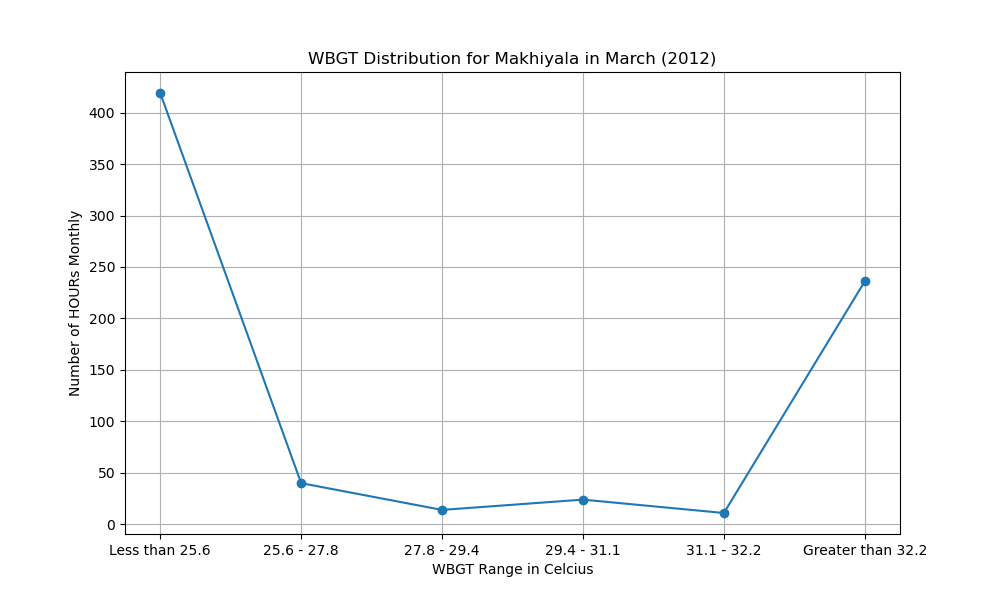 WBGT Distribution for Makhiyala in March (2012)
Number of HOURs Monthly
400
350
300
250
200
150
100
50
0
Less than 25.6 25.6 - 27.8 27.8 - 29.4 29.4 - 31.1 31.1 - 32.2 Greater than 32.2
WBGT Range in Celcius